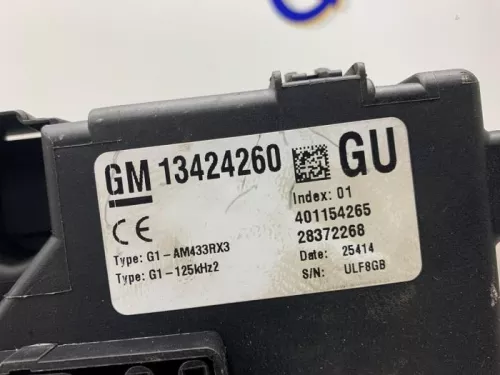 GM 13424260 GU
Index: 01
401154265
28372268
Type: G1-AM433RX3
Date: 25414
Type: G1-125kHz2
S/N: ULF8GB
CE